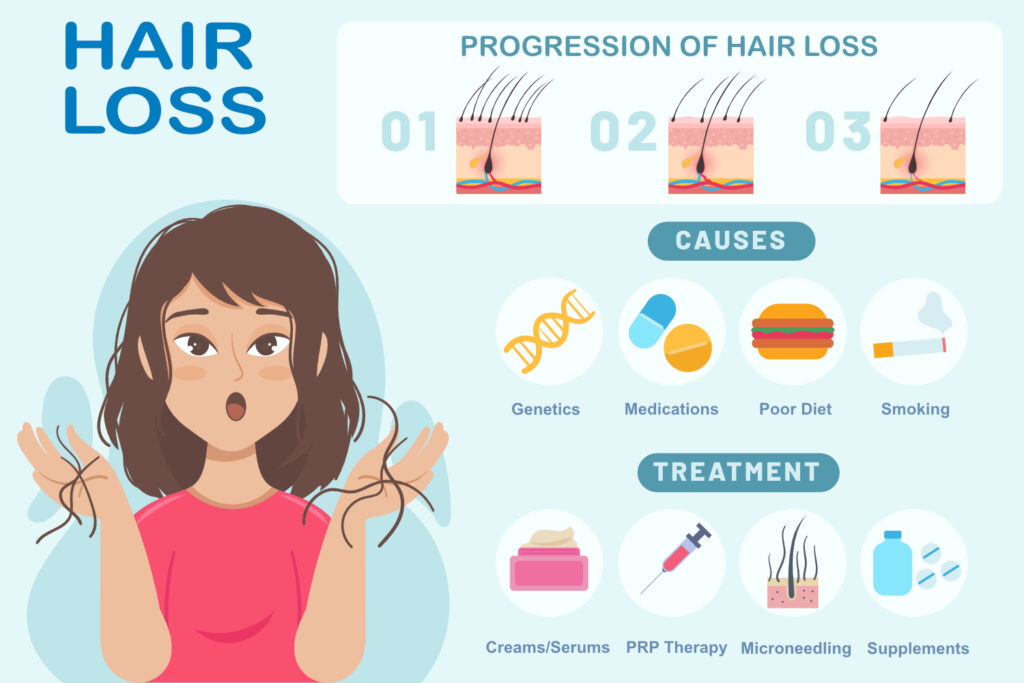 HAIR
LOSS
PROGRESSION OF HAIR LOSS
01 02 03
CAUSES
Genetics Medications Poor Diet Smoking
TREATMENT
Creams/Serums PRP Therapy Microneedling Supplements